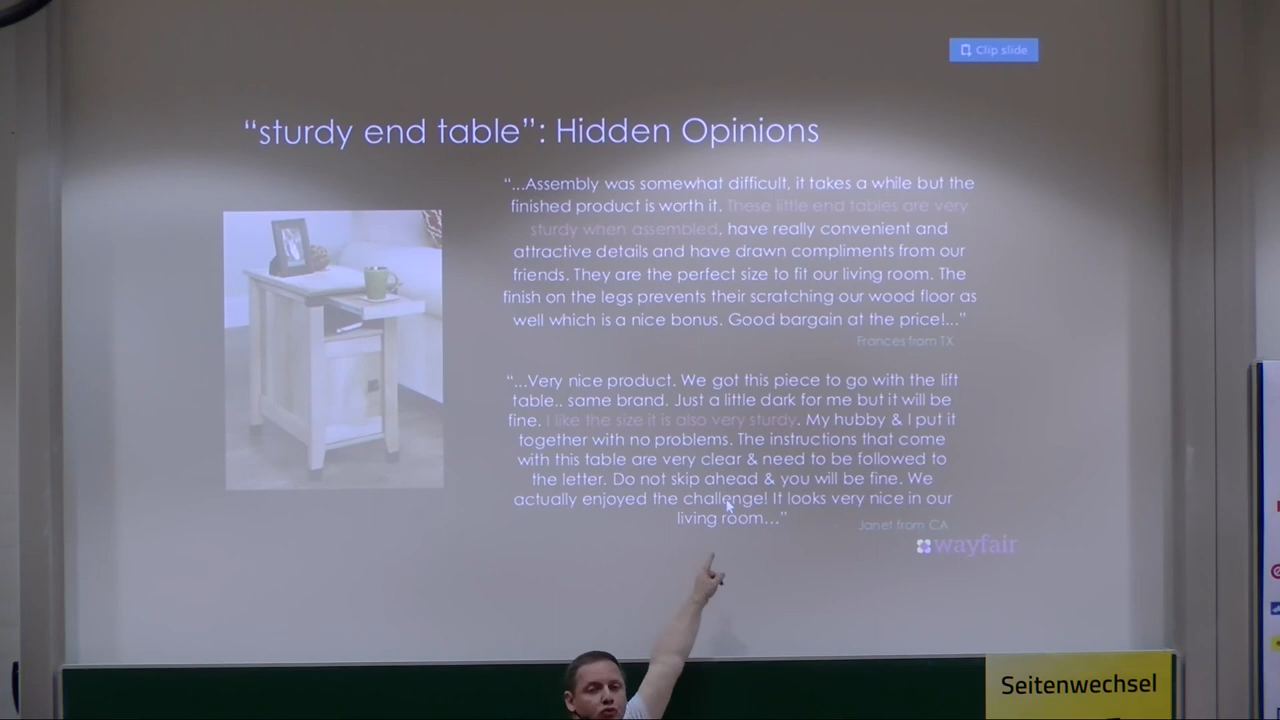 Clip slide
“sturdy end table”: Hidden Opinions
“...Assembly was somewhat difficult, it takes a while but the
finished product is worth it. These little end tables are very
sturdy when assembled, have really convenient and
attractive details and have drawn compliments from our
friends. They are the perfect size to fit our living room. The
finish on the legs prevents their scratching our wood floor as
well which is a nice bonus. Good bargain at the price!...”
Frances from TX
“...Very nice product. We got this piece to go with the lift
table.. same brand. Just a little dark for me but it will be
fine. I like the size it is also very sturdy. My hubby & I put it
together with no problems. The instructions that come
with this table are very clear & need to be followed to
the letter. Do not skip ahead & you will be fine. We
actually enjoyed the challenge! It looks very nice in our
living room...”
Janet from CA
wayfair
Seitenwechsel